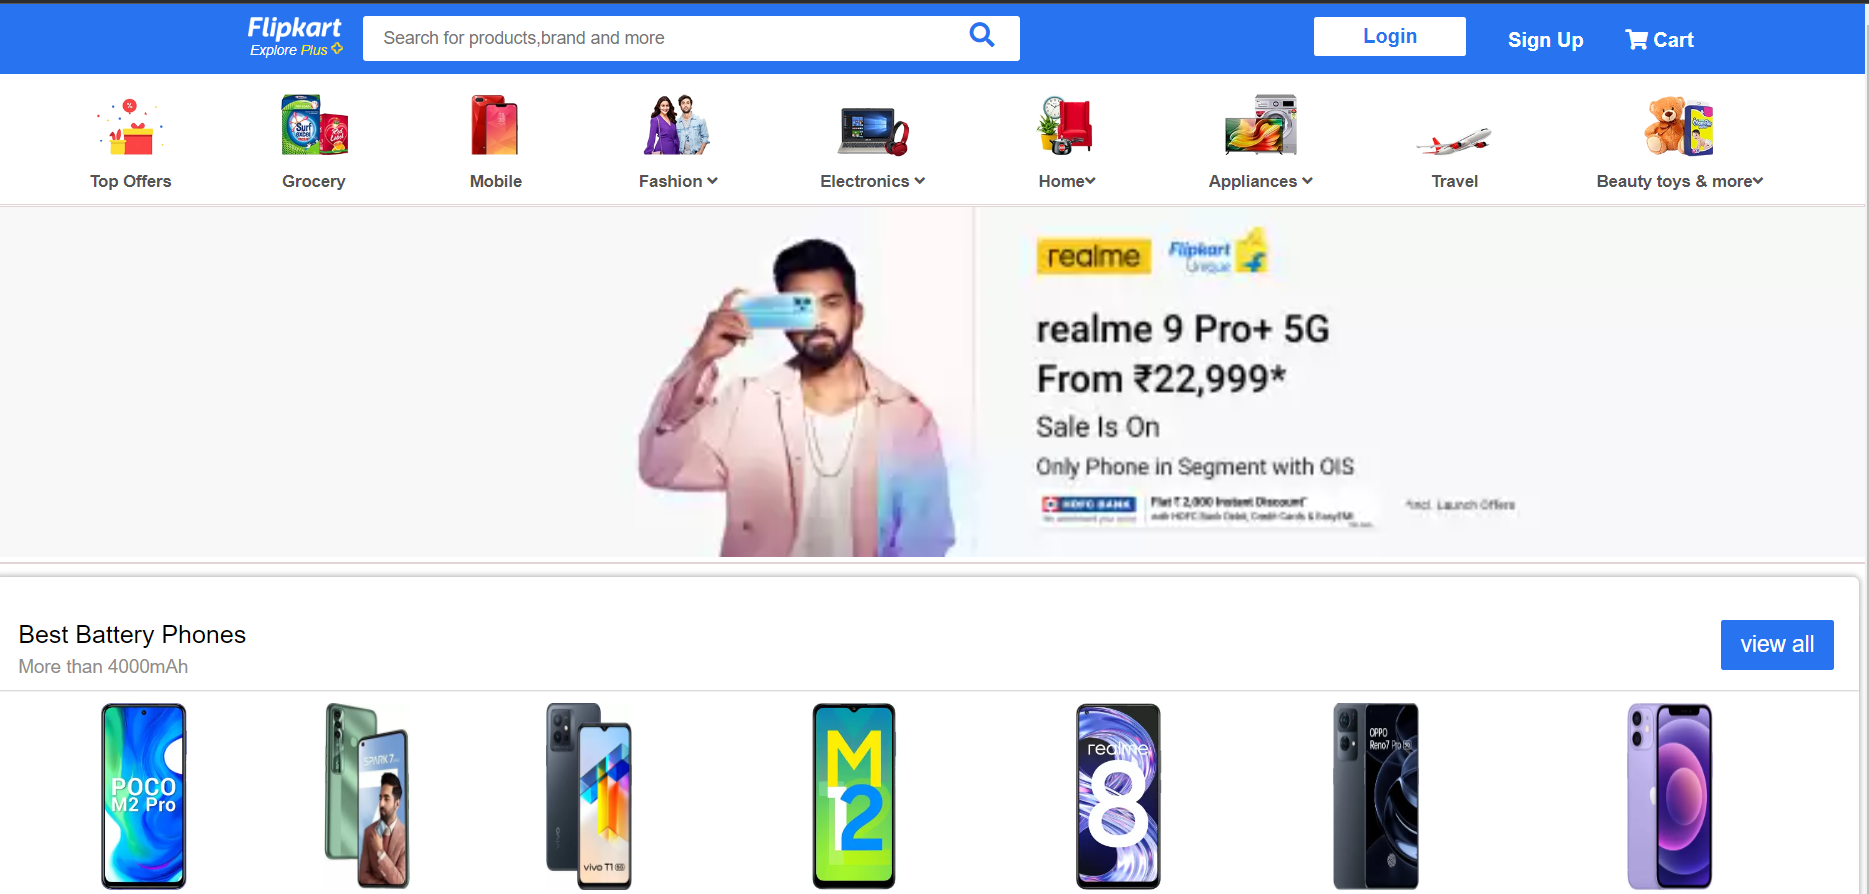 Flipkart
Explore Plus
Search for products,brand and more
Login
Sign Up
Cart
Surf
excel
Top Offers
Grocery
Mobile
Fashion
Electronics
Home
Appliances
Travel
Beauty toys & more
realme
Flipkart
Unique
realme 9 Pro+ 5G
From ₹22,999*
Sale Is On
Only Phone in Segment with OIS
HDFC BANK
Flat ₹ 2,000 Instant Discount*
with HDFC Bank Debit, Credit Cards & EasyEMI
*Incl. Launch Offers
Best Battery Phones
More than 4000mAh
view all
POCO
M2 Pro
SPARK 7
vivo T1 5G
M
12
realme
8
OPPO
Reno7 Pro 5G